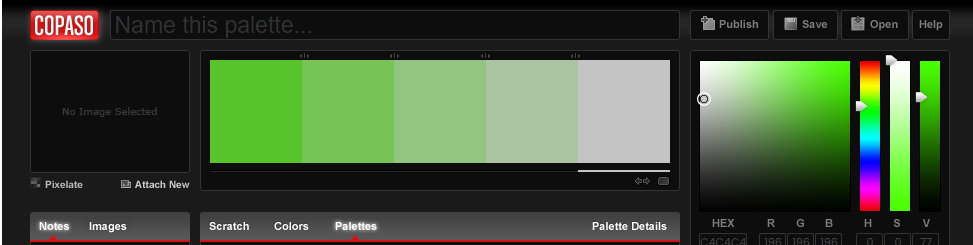 COPASO
Name this palette...
Publish
Save
Open
Help
No Image Selected
Pixelate
Attach New
Notes
Images
Scratch
Colors
Palettes
Palette Details
HEX R G B H S V
C4C4C4 196 196 196 0 0 77